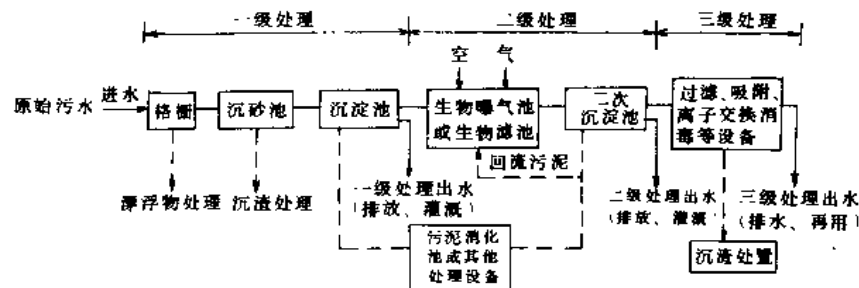 一级处理
二级处理
三级处理
空 气
原始污水
进水
格栅
沉砂池
沉淀池
生物曝气池
或生物滤池
二次
沉淀池
过滤、吸附、
离子交换消
毒等设备
回流污泥
漂浮物处理
沉渣处理
一级处理出水
(排放、灌溉)
二级处理出水
(排放、灌溉)
三级处理出水
(排水、再用)
污泥消化
池或其他
处理设备
沉渣处置